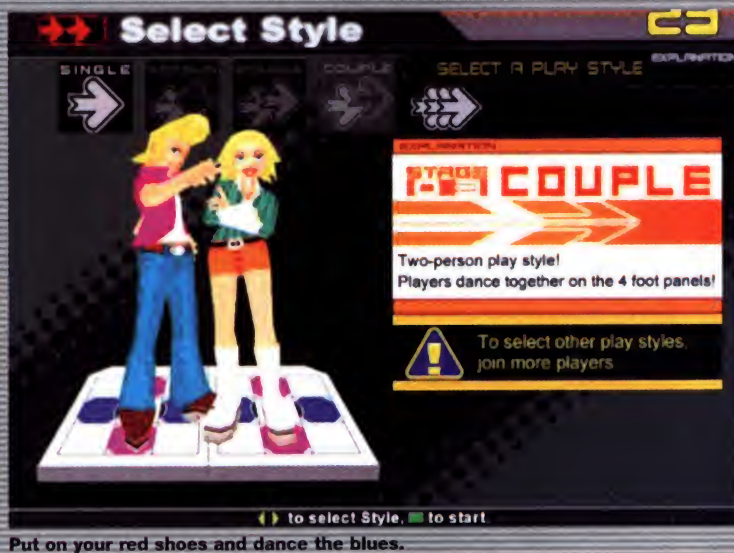 Select Style
SINGLE
COUPLE
SELECT A PLAY STYLE
EXPLANATION
EXPLANATION
COUPLE
Two-person play style!
Players dance together on the 4 foot panels!
To select other play styles,
join more players
to select Style, to start.
Put on your red shoes and dance the blues.